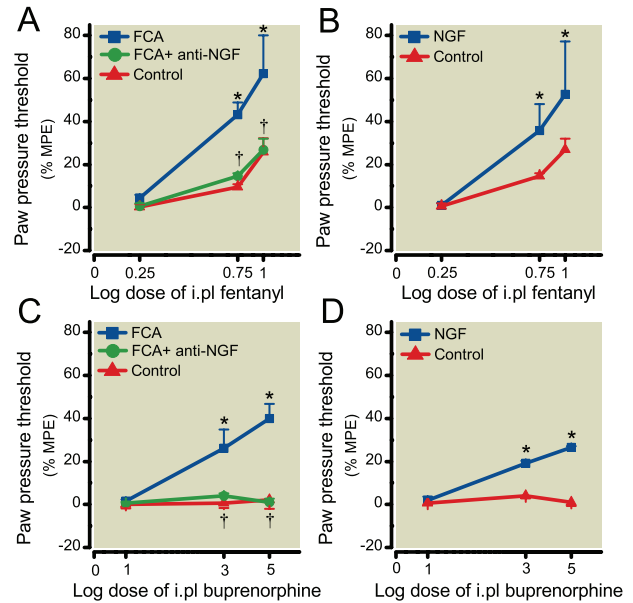 A
FCA
FCA+ anti-NGF
Control
Paw pressure threshold
(% MPE)
80
60
40
20
0
-20
*
*
†
†
0
0.25
0.75
1
Log dose of i.pl fentanyl
B
NGF
Control
Paw pressure threshold
(% MPE)
80
60
40
20
0
-20
*
*
0
0.25
0.75
1
Log dose of i.pl fentanyl
C
FCA
FCA+ anti-NGF
Control
Paw pressure threshold
(% MPE)
80
60
40
20
0
-20
*
*
†
†
0
1
3
5
Log dose of i.pl buprenorphine
D
NGF
Control
Paw pressure threshold
(% MPE)
80
60
40
20
0
-20
*
*
0
1
3
5
Log dose of i.pl buprenorphine